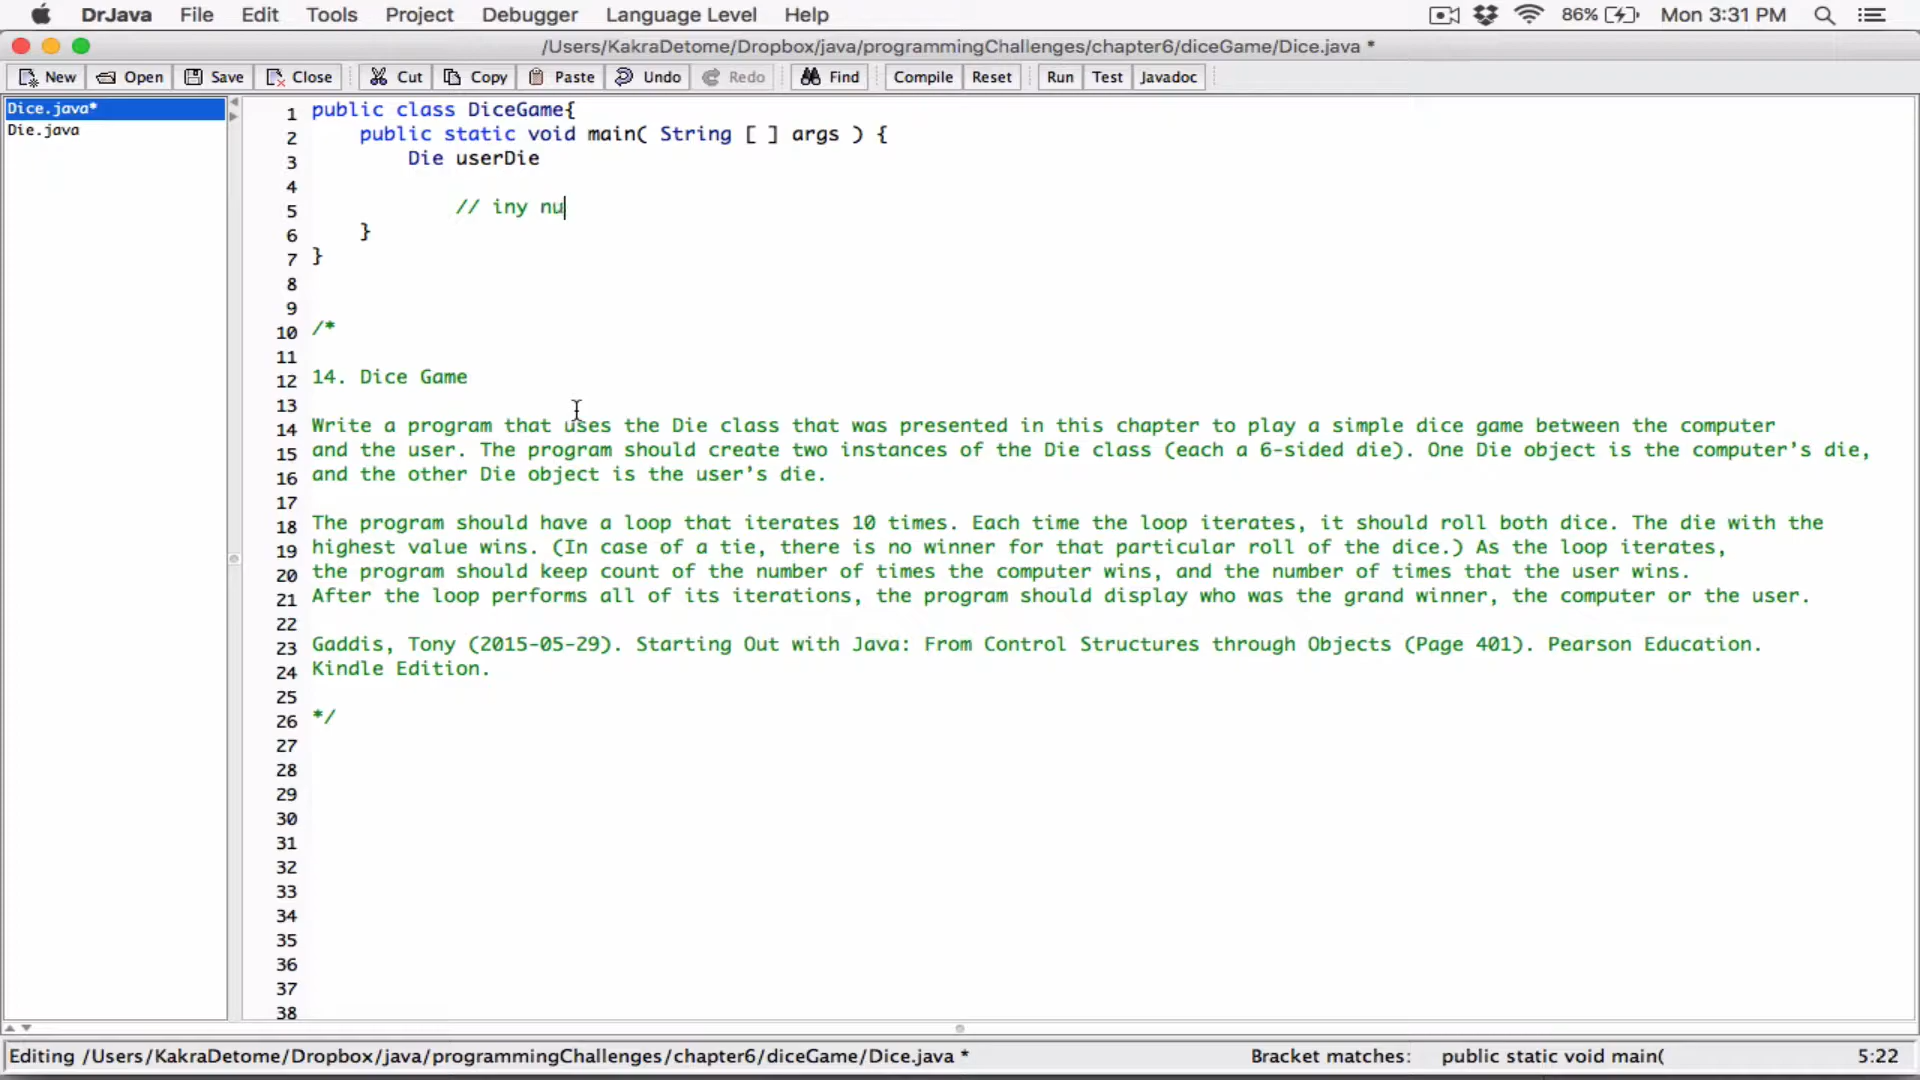 DrJava File Edit Tools Project Debugger Language Level Help 86% Mon 3:31 PM
/Users/KakraDetome/Dropbox/java/programmingChallenges/chapter6/diceGame/Dice.java *
New Open Save Close Cut Copy Paste Undo Redo Find Compile Reset Run Test Javadoc
Dice.java*
Die.java
1 public class DiceGame{
2 public static void main( String [ ] args ) {
3 Die userDie
4
5 // iny nu
6 }
7 }
8
9
10 /*
11
12 14. Dice Game
13
14 Write a program that uses the Die class that was presented in this chapter to play a simple dice game between the computer
15 and the user. The program should create two instances of the Die class (each a 6-sided die). One Die object is the computer’s die,
16 and the other Die object is the user’s die.
17
18 The program should have a loop that iterates 10 times. Each time the loop iterates, it should roll both dice. The die with the
19 highest value wins. (In case of a tie, there is no winner for that particular roll of the dice.) As the loop iterates,
20 the program should keep count of the number of times the computer wins, and the number of times that the user wins.
21 After the loop performs all of its iterations, the program should display who was the grand winner, the computer or the user.
22
23 Gaddis, Tony (2015-05-29). Starting Out with Java: From Control Structures through Objects (Page 401). Pearson Education.
24 Kindle Edition.
25
26 */
27
28
29
30
31
32
33
34
35
36
37
38
Editing /Users/KakraDetome/Dropbox/java/programmingChallenges/chapter6/diceGame/Dice.java * Bracket matches: public static void main( 5:22